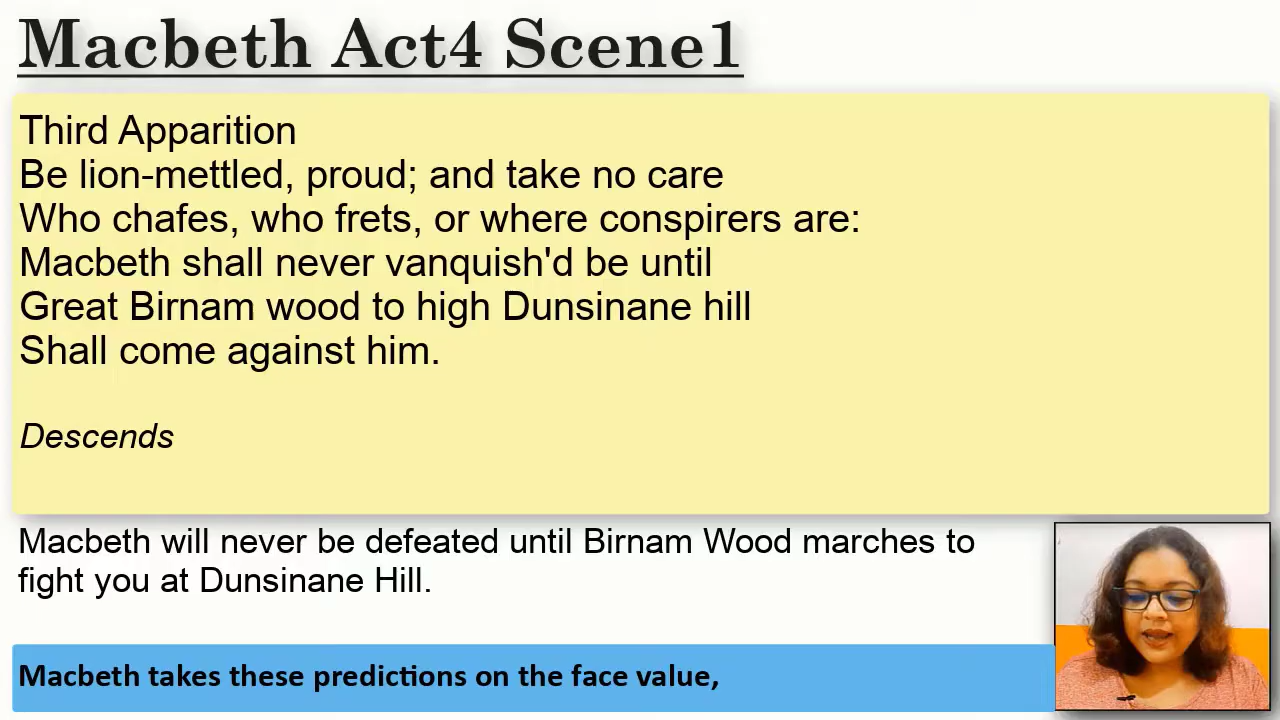 Macbeth Act4 Scene1
Third Apparition
Be lion-mettled, proud; and take no care
Who chafes, who frets, or where conspirers are:
Macbeth shall never vanquish'd be until
Great Birnam wood to high Dunsinane hill
Shall come against him.
Descends
Macbeth will never be defeated until Birnam Wood marches to
fight you at Dunsinane Hill.
Macbeth takes these predictions on the face value,